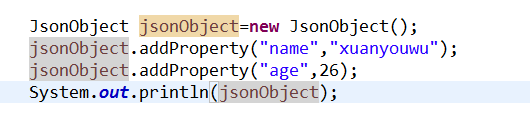 JsonObject jsonObject=new JsonObject();
jsonObject.addProperty("name","xuanyouwu");
jsonObject.addProperty("age",26);
System.out.println(jsonObject);